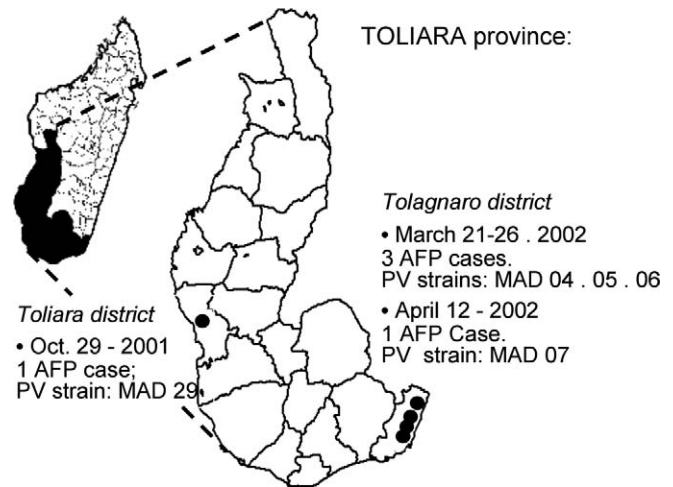 TOLIARA province:
Tolagnaro district
• March 21-26 . 2002
3 AFP cases.
PV strains: MAD 04 . 05 . 06
• April 12 - 2002
1 AFP Case.
PV strain: MAD 07
Toliara district
• Oct. 29 - 2001
1 AFP case;
PV strain: MAD 29